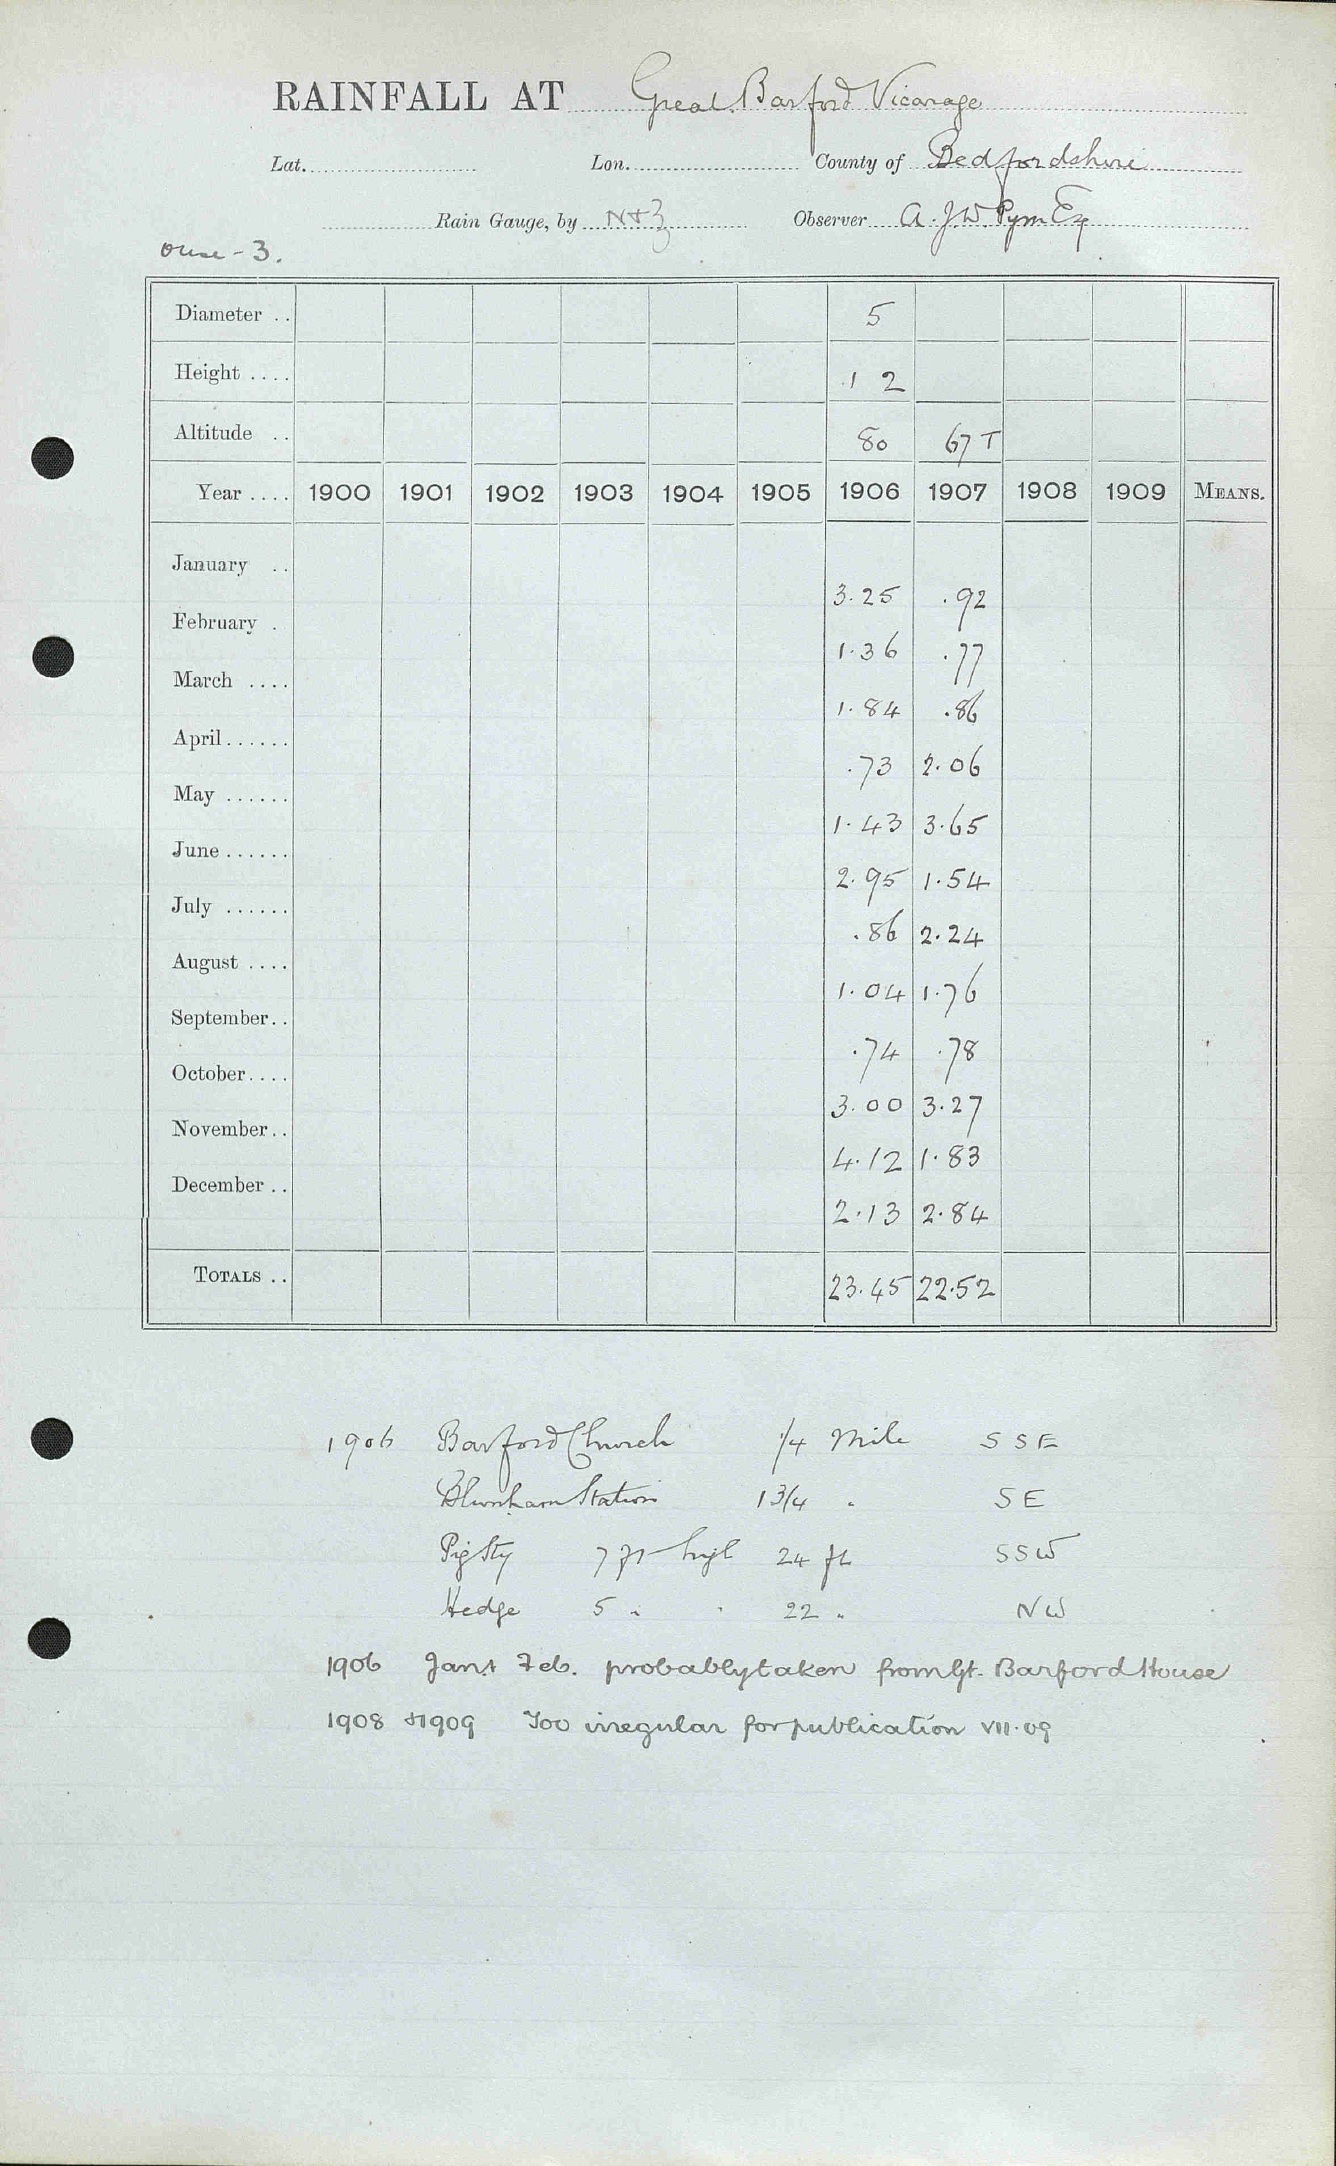 RAINFALL AT Great Barford Vicarage
Lat. Lon. County of Bedfordshire
Rain Gauge, by N & Z Observer A. J. W. Pym Esq
Ouse - 3.
Diameter .. 5
Height .... 1 2
Altitude .. 80 67 T
Year .... 1900 1901 1902 1903 1904 1905 1906 1907 1908 1909 MEANS.
January .. 3.25 .92
February . 1.36 .77
March .... 1.84 .86
April ...... .73 2.06
May ...... 1.43 3.65
June ...... 2.95 1.54
July ...... .86 2.24
August .... 1.04 1.76
September .. .74 .78
October .... 3.00 3.27
November .. 4.12 1.83
December .. 2.13 2.84
TOTALS .. 23.45 22.52
1906 Barford Church 1/4 Mile S S E
Blunham Station 1 3/4 " S E
Pig Sty 7 ft high 24 ft S S W
Hedge 5 " " 22 " N W
1906 Jan & Feb. probably taken from Gt. Barford House
1908 & 1909 Too irregular for publication VII.09